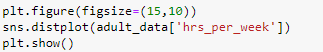 plt.figure(figsize=(15,10))
sns.distplot(adult_data['hrs_per_week'])
plt.show()